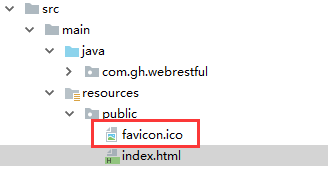 src
main
java
com.gh.webrestful
resources
public
favicon.ico
index.html